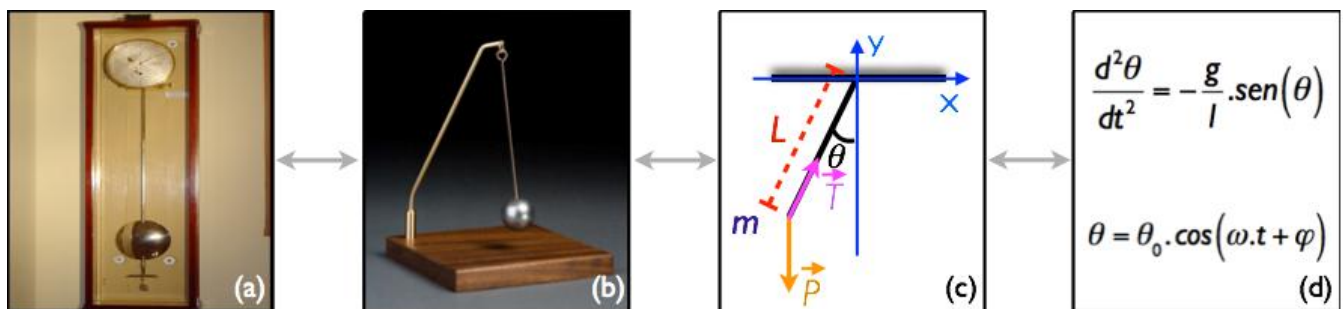 (a)
(b)
y
x
L
θ
T⃗
m
P⃗
(c)
d²θ/dt² = -g/l .sen(θ)
θ = θ₀.cos(ω.t + φ)
(d)